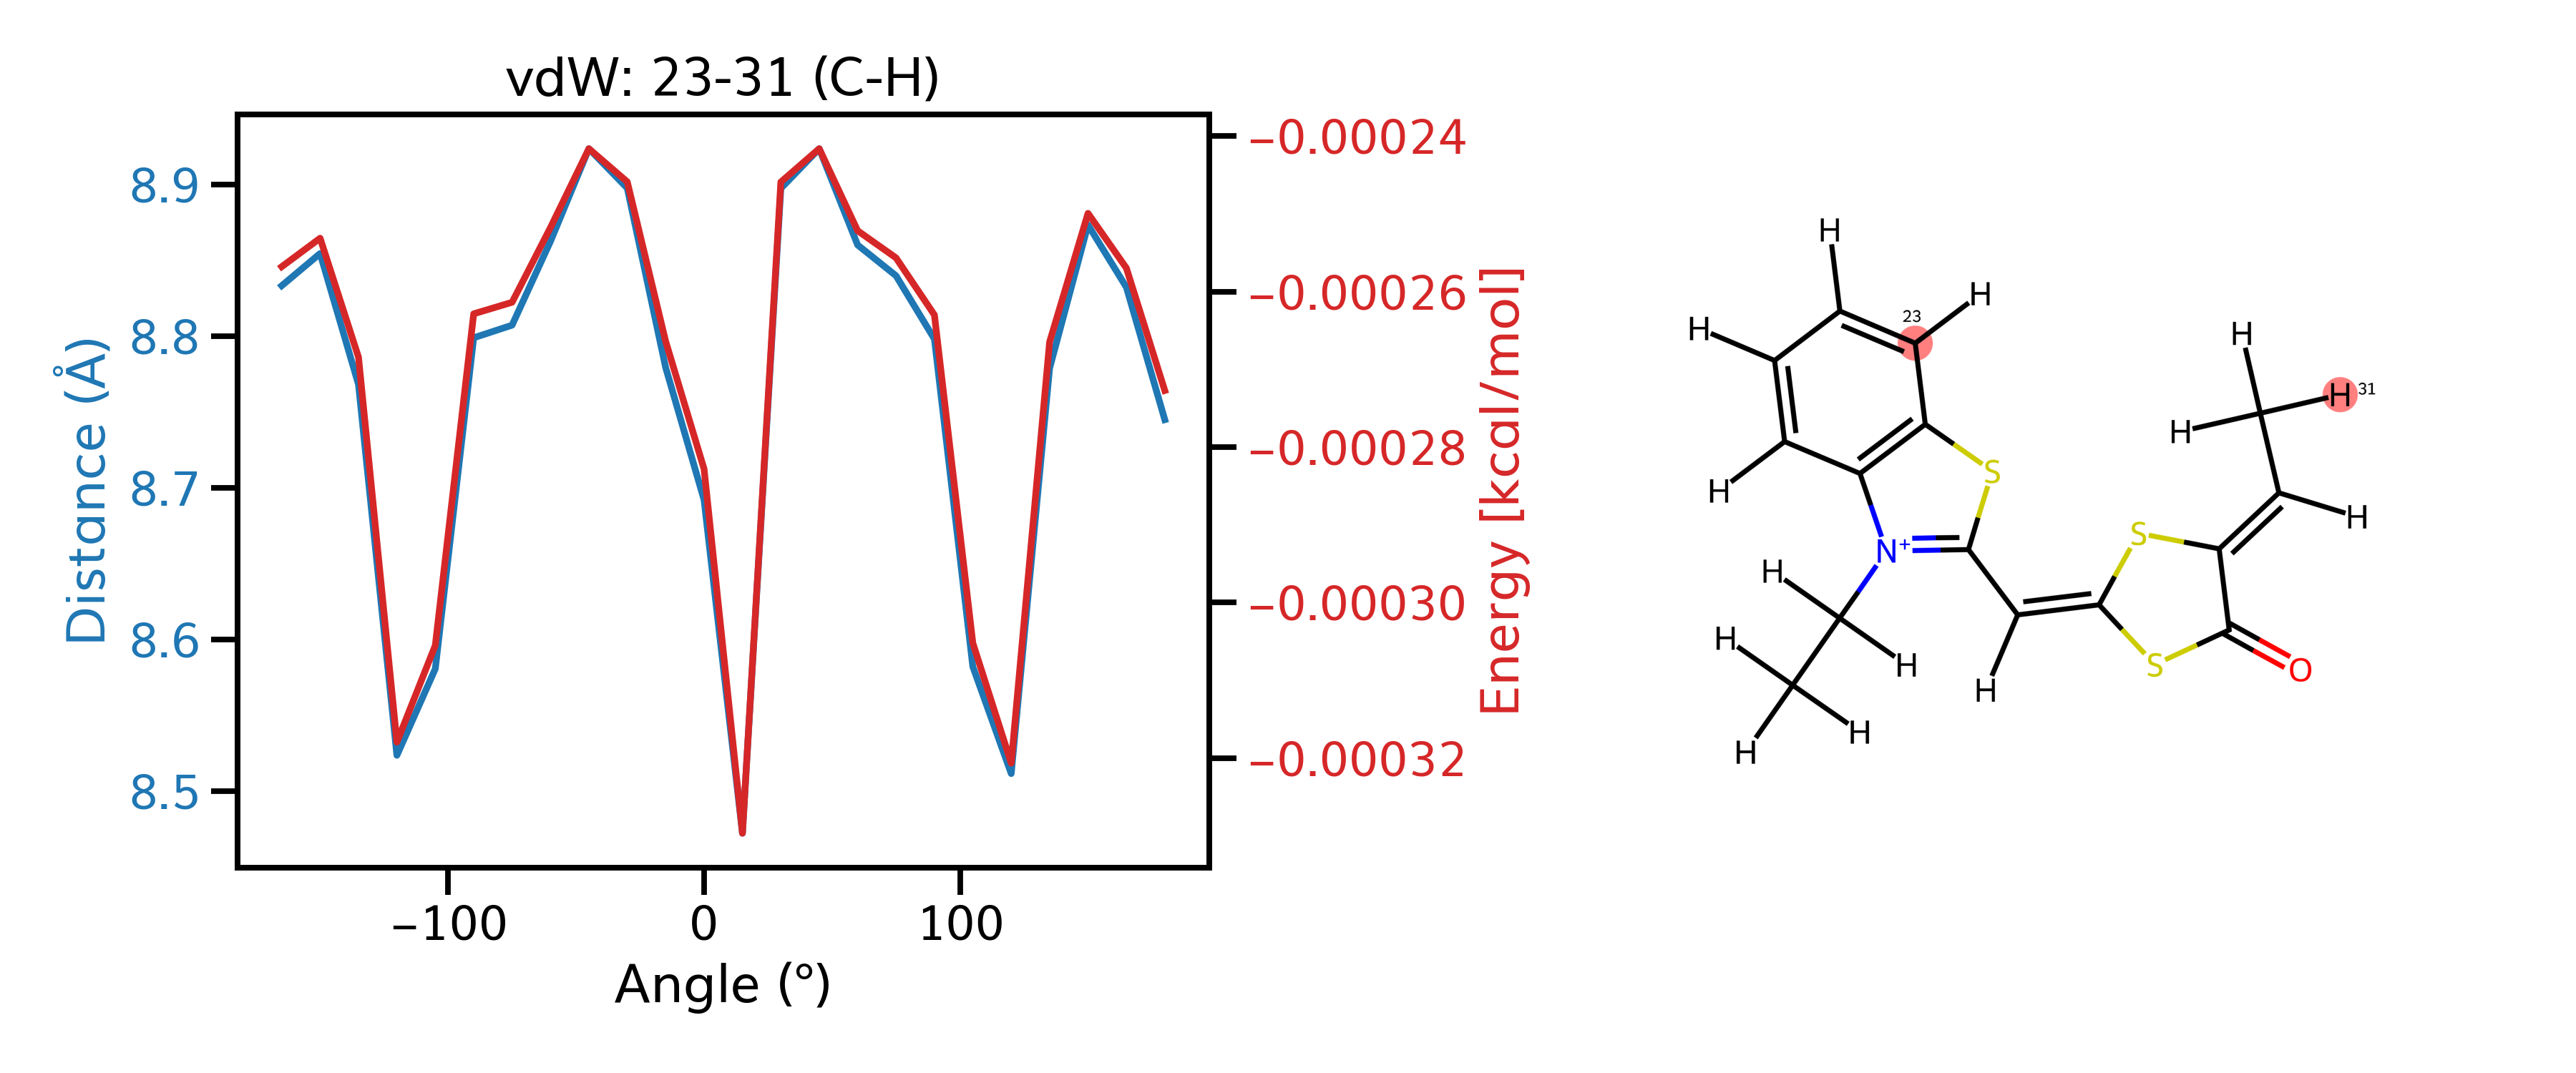 vdW: 23-31 (C-H)
8.9
8.8
8.7
8.6
8.5
Distance (Å)
−0.00024
−0.00026
−0.00028
−0.00030
−0.00032
Energy [kcal/mol]
−100 0 100
Angle (°)
H
H
23
H
H
H
H 31
H
H
S
H
S
N+
H
H
H
S
O
H
H
H
H